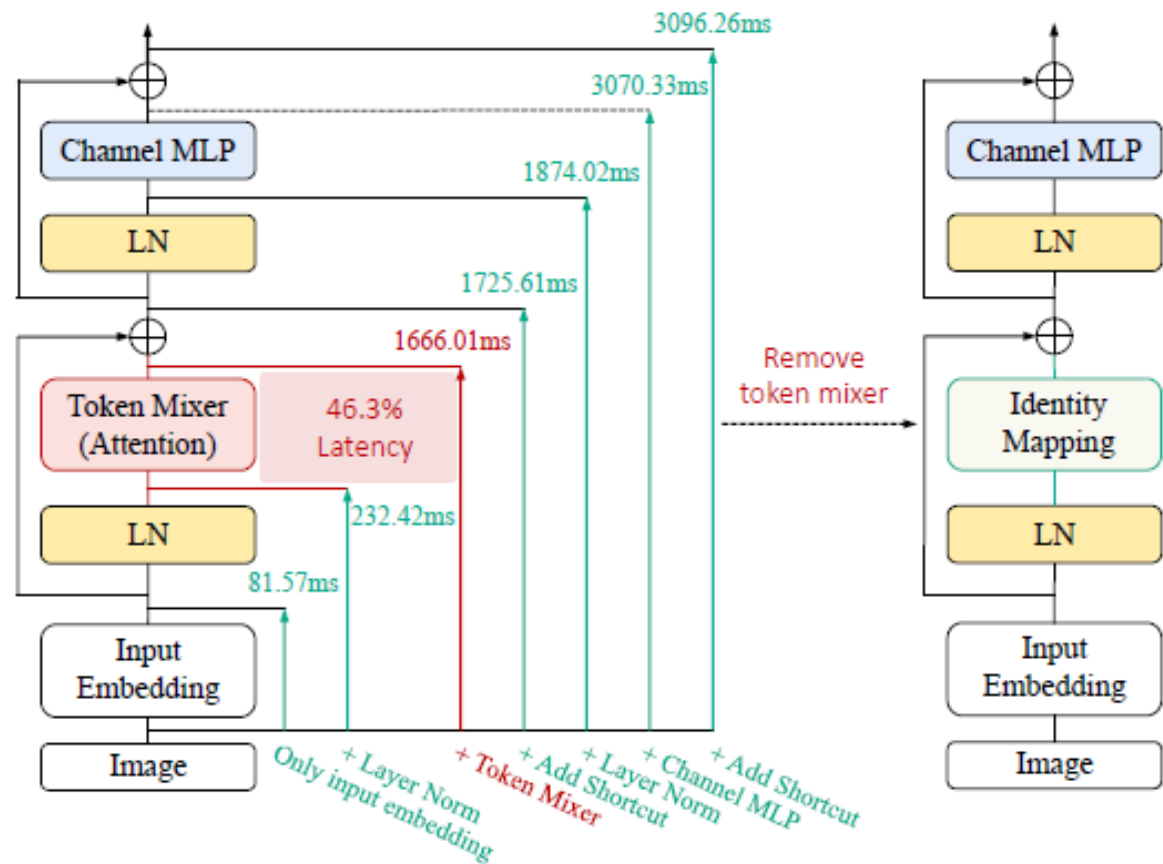 3096.26ms
3070.33ms
Channel MLP
1874.02ms
LN
1725.61ms
1666.01ms
Token Mixer
(Attention)
46.3%
Latency
232.42ms
LN
81.57ms
Input
Embedding
Image
Only input embedding
+ Layer Norm
+ Token Mixer
+ Add Shortcut
+ Layer Norm
+ Channel MLP
+ Add Shortcut
Remove
token mixer
Channel MLP
LN
Identity
Mapping
LN
Input
Embedding
Image